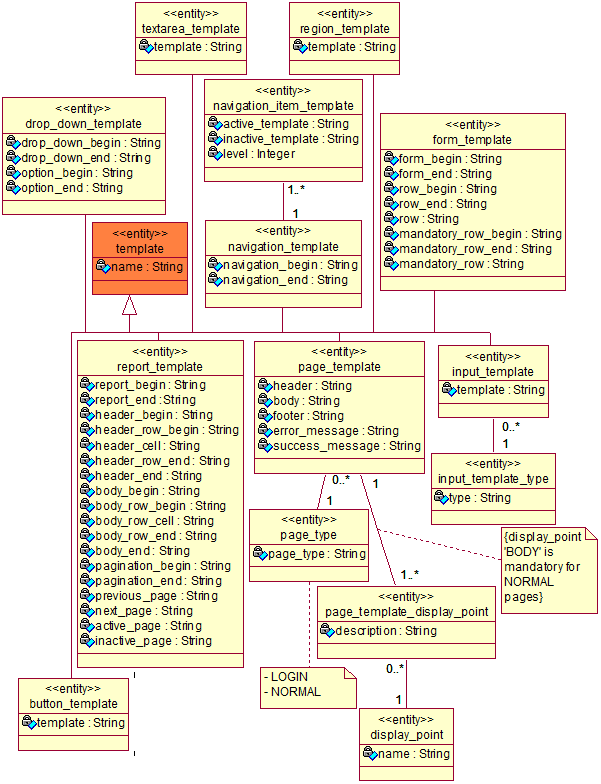 <<entity>>
textarea_template
template : String
<<entity>>
region_template
template : String
<<entity>>
navigation_item_template
active_template : String
inactive_template : String
level : Integer
<<entity>>
drop_down_template
drop_down_begin : String
drop_down_end : String
option_begin : String
option_end : String
<<entity>>
form_template
form_begin : String
form_end : String
row_begin : String
row_end : String
row : String
mandatory_row_begin : String
mandatory_row_end : String
mandatory_row : String
1..*
1
<<entity>>
template
name : String
<<entity>>
navigation_template
navigation_begin : String
navigation_end : String
<<entity>>
report_template
report_begin : String
report_end : String
header_begin : String
header_row_begin : String
header_cell : String
header_row_end : String
header_end : String
body_begin : String
body_row_begin : String
body_row_cell : String
body_row_end : String
body_end : String
pagination_begin : String
pagination_end : String
previous_page : String
next_page : String
active_page : String
inactive_page : String
<<entity>>
page_template
header : String
body : String
footer : String
error_message : String
success_message : String
<<entity>>
input_template
template : String
0..*
1
<<entity>>
input_template_type
type : String
0..*
1
1
1..*
<<entity>>
page_type
page_type : String
{display_point
'BODY' is
mandatory for
NORMAL
pages}
<<entity>>
page_template_display_point
description : String
- LOGIN
- NORMAL
0..*
1
<<entity>>
button_template
template : String
<<entity>>
display_point
name : String